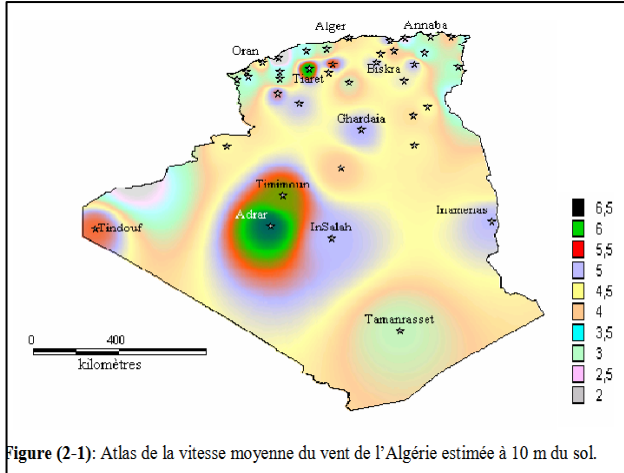 Alger
Annaba
Oran
Biskra
Tiaret
Ghardaia
Timimoun
Adrar
InSalah
Inamenas
Tindouf
Tamanrasset
6,5
6
5,5
5
4,5
4
3,5
3
2,5
2
0 400
kilomètres
Figure (2-1): Atlas de la vitesse moyenne du vent de l'Algérie estimée à 10 m du sol.